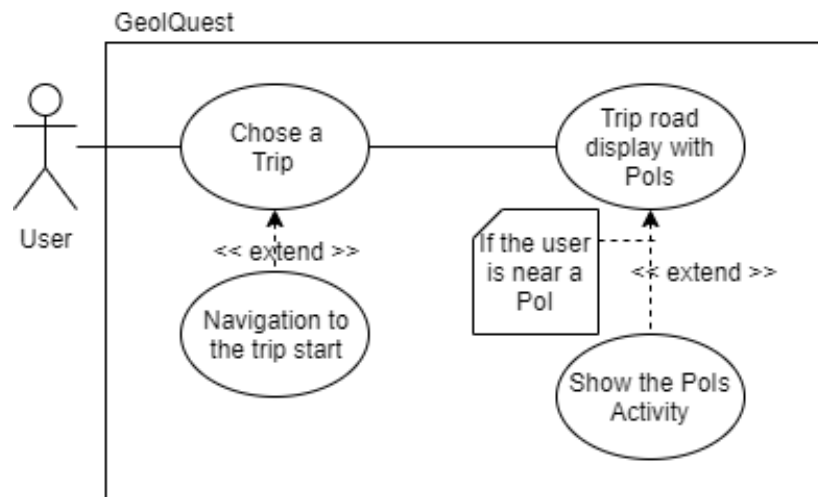 GeolQuest
Chose a
Trip
Trip road
display with
PoIs
User
<< extend >>
If the user
is near a
PoI
<< extend >>
Navigation to
the trip start
Show the PoIs
Activity